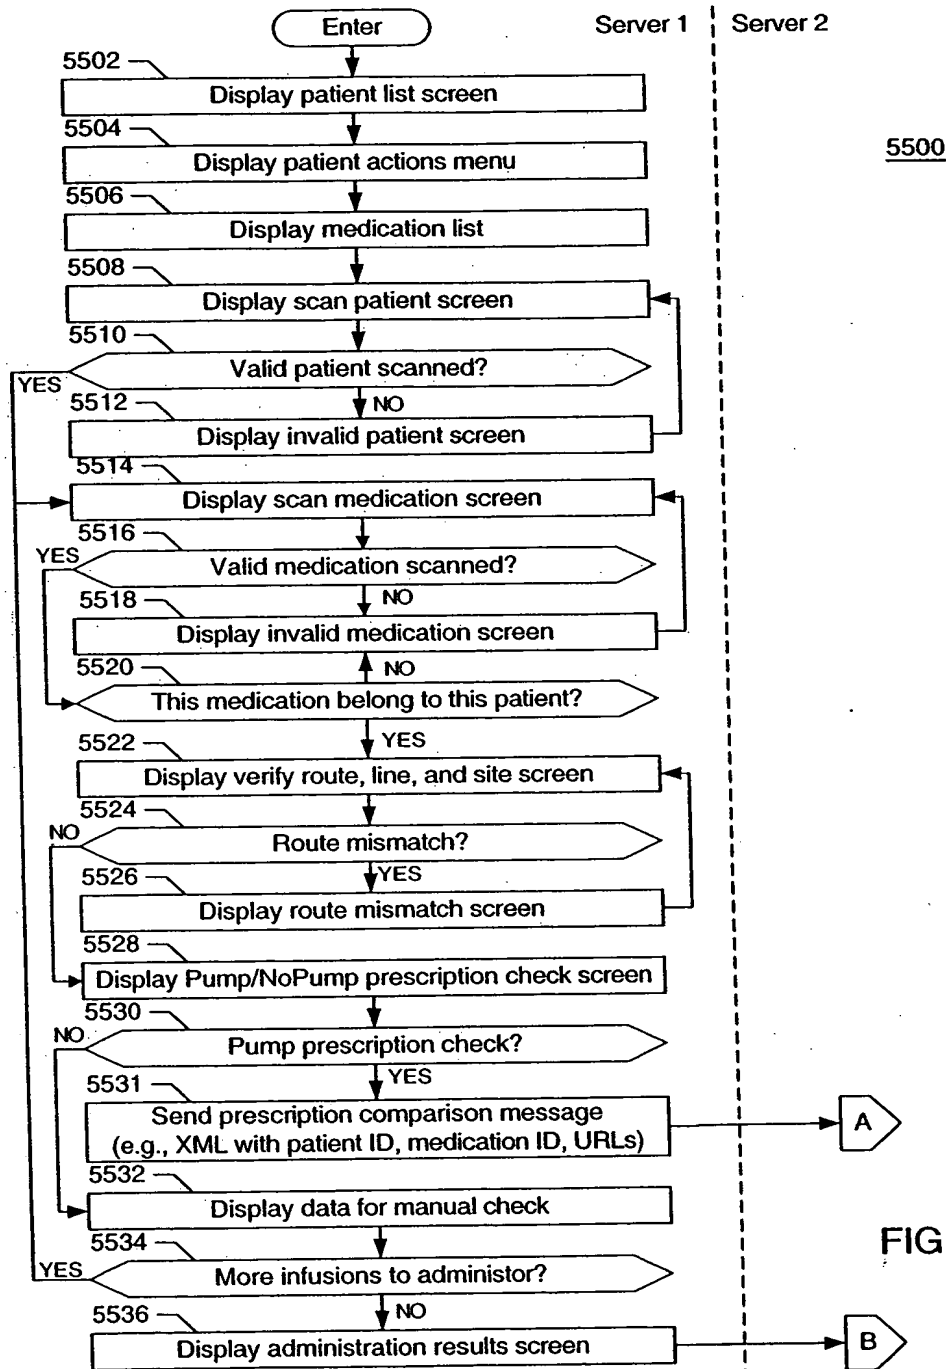 Enter
Server 1
Server 2
5502
Display patient list screen
5504
Display patient actions menu
5500
5506
Display medication list
5508
Display scan patient screen
5510
Valid patient scanned?
YES
NO
5512
Display invalid patient screen
5514
Display scan medication screen
5516
YES
Valid medication scanned?
NO
5518
Display invalid medication screen
5520
NO
This medication belong to this patient?
YES
5522
Display verify route, line, and site screen
5524
NO
Route mismatch?
YES
5526
Display route mismatch screen
5528
Display Pump/NoPump prescription check screen
5530
NO
Pump prescription check?
YES
5531
Send prescription comparison message
(e.g., XML with patient ID, medication ID, URLs)
A
5532
Display data for manual check
5534
FIG
YES
More infusions to administor?
NO
5536
Display administration results screen
B